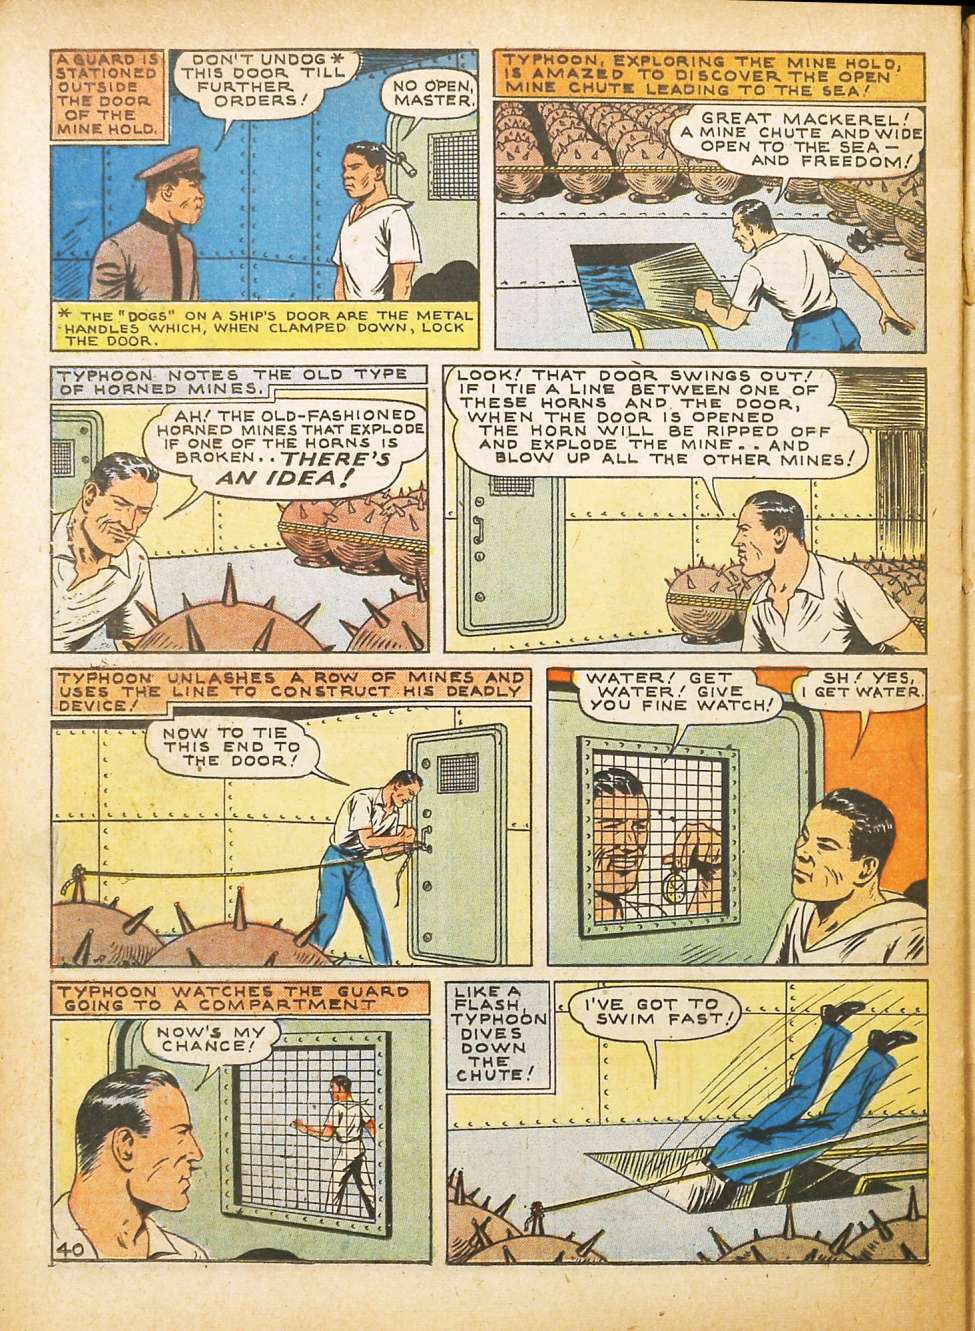 A GUARD IS
STATIONED
OUTSIDE
THE DOOR
OF THE
MINE HOLD.
DON'T UNDOG *
THIS DOOR TILL
FURTHER
ORDERS!
NO OPEN,
MASTER.
* THE "DOGS" ON A SHIP'S DOOR ARE THE METAL
HANDLES WHICH, WHEN CLAMPED DOWN, LOCK
THE DOOR.
TYPHOON, EXPLORING THE MINE HOLD,
IS AMAZED TO DISCOVER THE OPEN
MINE CHUTE LEADING TO THE SEA!
GREAT MACKEREL!
A MINE CHUTE AND WIDE
OPEN TO THE SEA—
AND FREEDOM!
TYPHOON NOTES THE OLD TYPE
OF HORNED MINES.
AH! THE OLD-FASHIONED
HORNED MINES THAT EXPLODE
IF ONE OF THE HORNS IS
BROKEN.. THERE'S
AN IDEA!
LOOK! THAT DOOR SWINGS OUT!
IF I TIE A LINE BETWEEN ONE OF
THESE HORNS AND THE DOOR,
WHEN THE DOOR IS OPENED
THE HORN WILL BE RIPPED OFF
AND EXPLODE THE MINE... AND
BLOW UP ALL THE OTHER MINES!
TYPHOON UNLASHES A ROW OF MINES AND
USES THE LINE TO CONSTRUCT HIS DEADLY
DEVICE!
NOW TO TIE
THIS END TO
THE DOOR!
WATER! GET
WATER! GIVE
YOU FINE WATCH!
SH! YES,
I GET WATER.
TYPHOON WATCHES THE GUARD
GOING TO A COMPARTMENT
NOW'S MY
CHANCE!
40
LIKE A
FLASH,
TYPHOON
DIVES
DOWN
THE
CHUTE!
I'VE GOT TO
SWIM FAST!